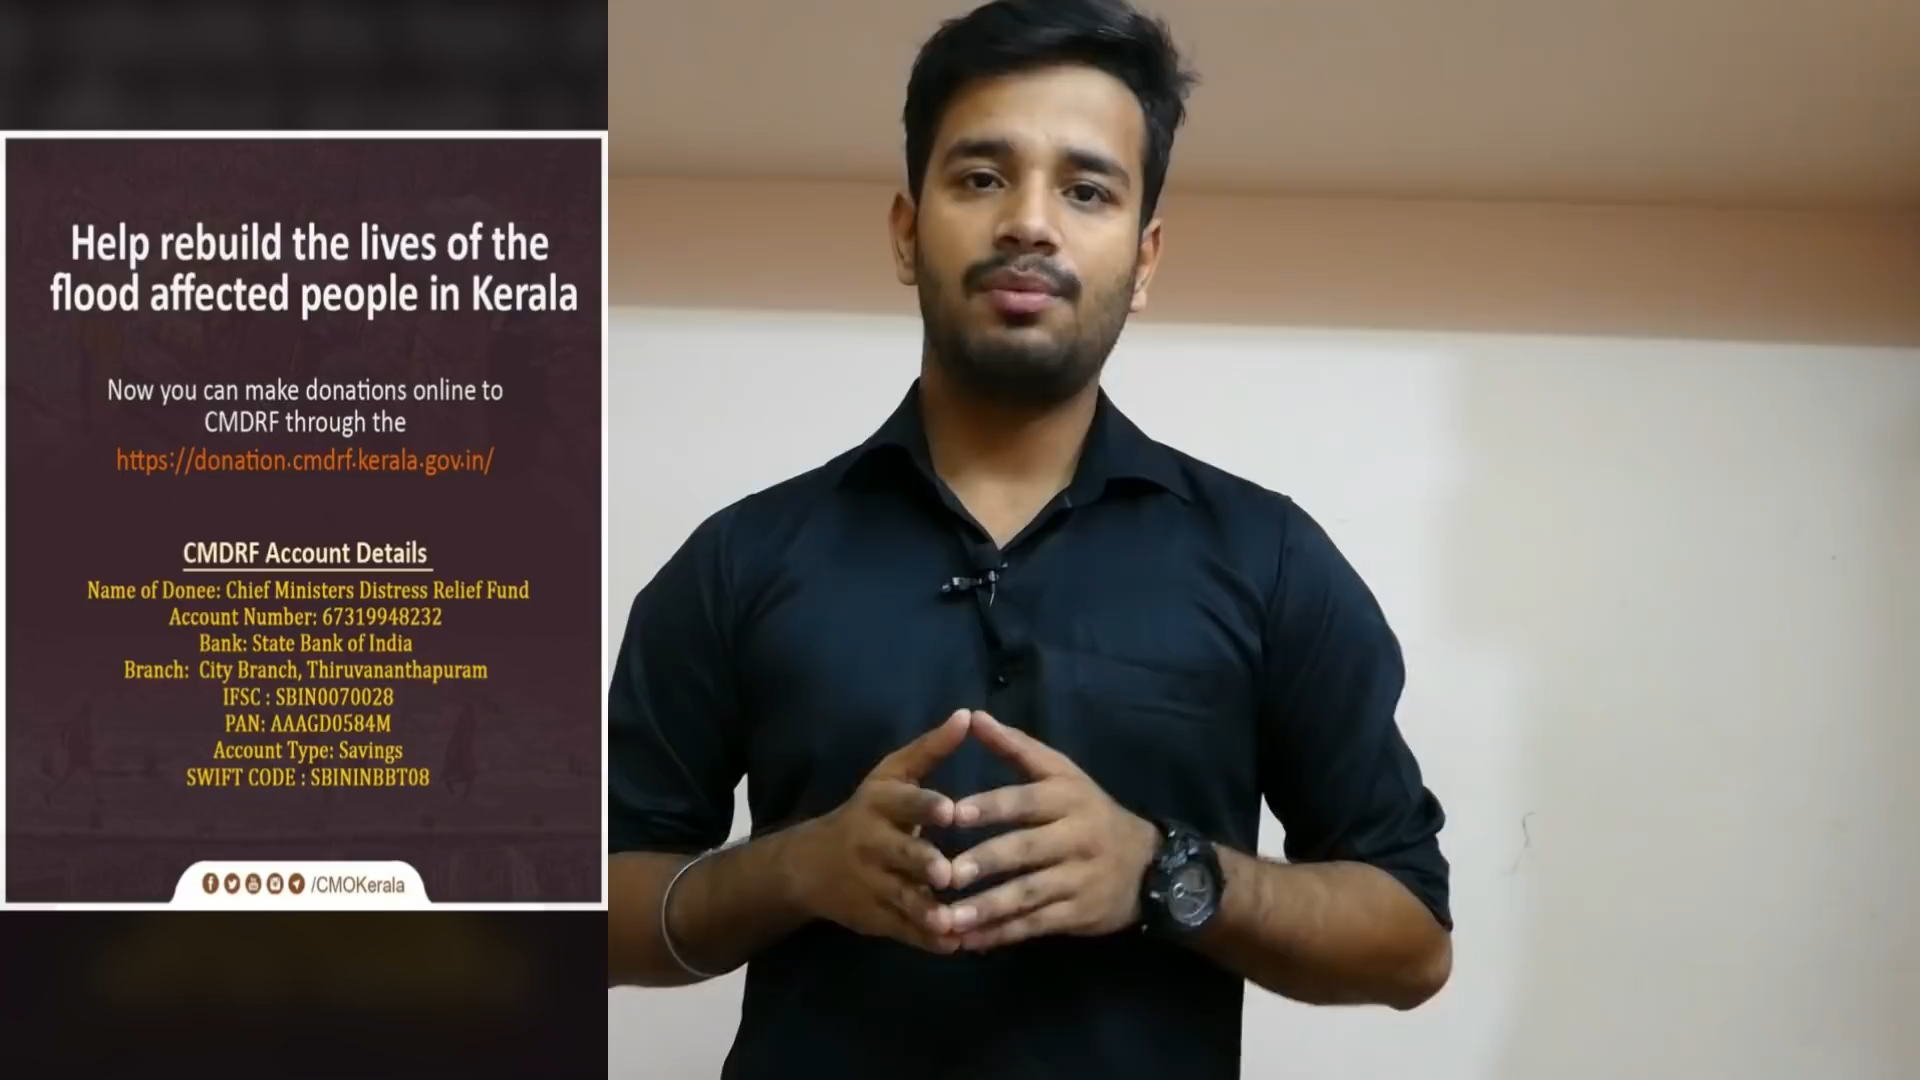 Help rebuild the lives of the
flood affected people in Kerala
Now you can make donations online to
CMDRF through the
https://donation.cmdrf.kerala.gov.in/
CMDRF Account Details
Name of Donee: Chief Ministers Distress Relief Fund
Account Number: 67319948232
Bank: State Bank of India
Branch:  City Branch, Thiruvananthapuram
IFSC : SBIN0070028
PAN: AAAGD0584M
Account Type: Savings
SWIFT CODE : SBININBBT08
/CMOKerala